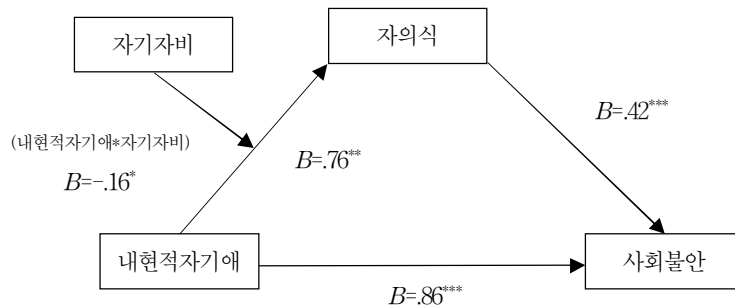 자기자비
자의식
(내현적자기애*자기자비)
B=-.16*
B=.76**
B=.42***
내현적자기애
사회불안
B=.86***